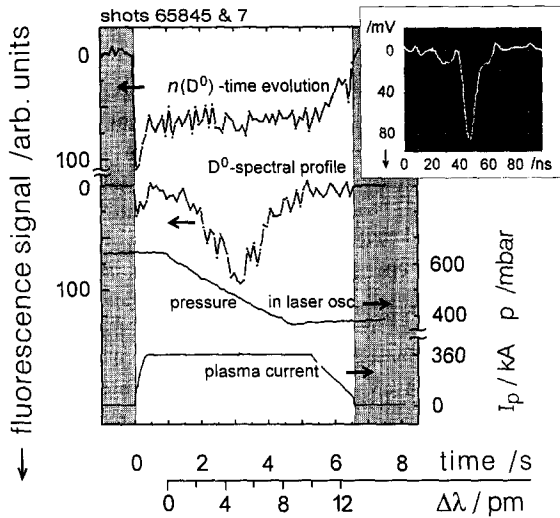 shots 65845 & 7
fluorescence signal /arb. units
0
100
0
100
n(D⁰) -time evolution
D⁰-spectral profile
pressure in laser osc
plasma current
600
400
p /mbar
360
0
Iₚ / kA
0 2 4 6 8 time /s
0 4 8 12 Δλ / pm
/mV
0
40
80
0 20 40 60 80 /ns